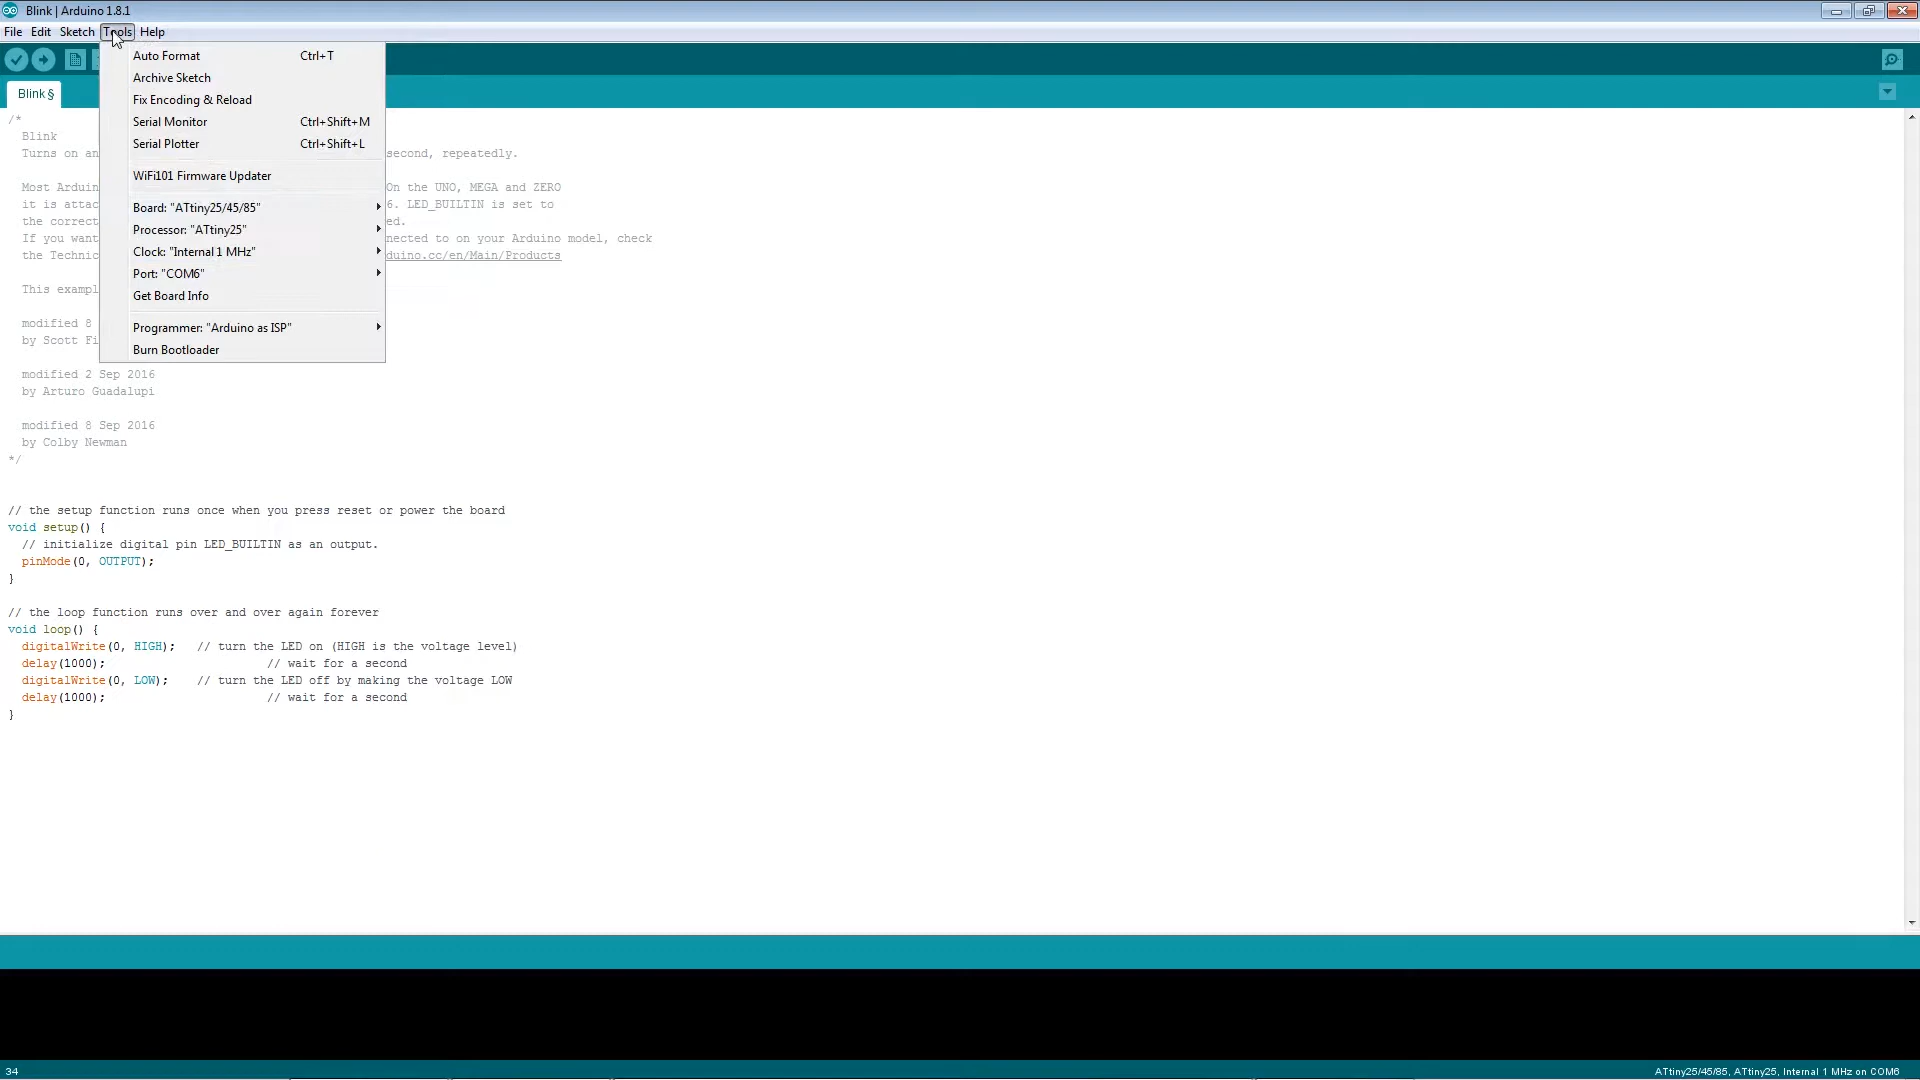 Blink | Arduino 1.8.1
File Edit Sketch Tools Help
Auto Format Ctrl+T
Archive Sketch
Fix Encoding & Reload
Serial Monitor Ctrl+Shift+M
Serial Plotter Ctrl+Shift+L
WiFi101 Firmware Updater
Board: "ATtiny25/45/85"
Processor: "ATtiny25"
Clock: "Internal 1 MHz"
Port: "COM6"
Get Board Info
Programmer: "Arduino as ISP"
Burn Bootloader
Blink §
/*
Blink
Turns on an second, repeatedly.
Most Arduin On the UNO, MEGA and ZERO
it is attac 6. LED_BUILTIN is set to
the correct ed.
If you want nected to on your Arduino model, check
the Technic duino.cc/en/Main/Products
This exampl
modified 8
by Scott Fi
modified 2 Sep 2016
by Arturo Guadalupi
modified 8 Sep 2016
by Colby Newman
*/
// the setup function runs once when you press reset or power the board
void setup() {
// initialize digital pin LED_BUILTIN as an output.
pinMode(0, OUTPUT);
}
// the loop function runs over and over again forever
void loop() {
digitalWrite(0, HIGH); // turn the LED on (HIGH is the voltage level)
delay(1000); // wait for a second
digitalWrite(0, LOW); // turn the LED off by making the voltage LOW
delay(1000); // wait for a second
}
34
ATtiny25/45/85, ATtiny25, Internal 1 MHz on COM6